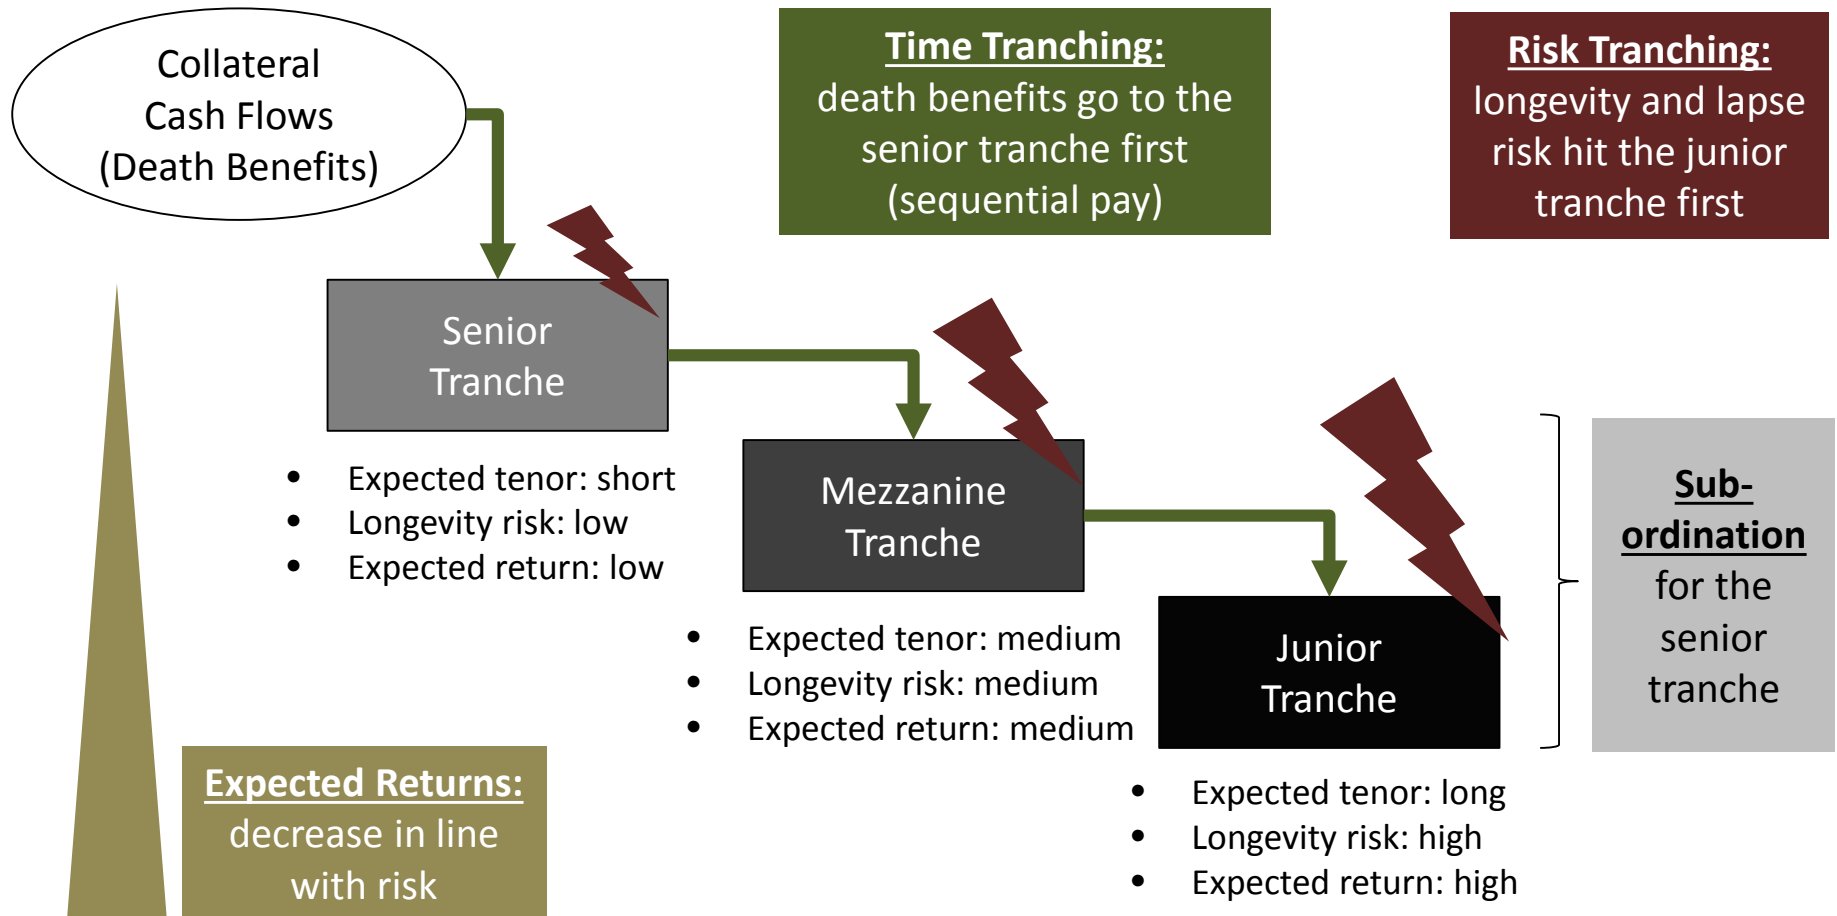 Collateral
Cash Flows
(Death Benefits)
Time Tranching:
death benefits go to the
senior tranche first
(sequential pay)
Risk Tranching:
longevity and lapse
risk hit the junior
tranche first
Senior
Tranche
• Expected tenor: short
• Longevity risk: low
• Expected return: low
Mezzanine
Tranche
• Expected tenor: medium
• Longevity risk: medium
• Expected return: medium
Junior
Tranche
• Expected tenor: long
• Longevity risk: high
• Expected return: high
Sub-
ordination
for the
senior
tranche
Expected Returns:
decrease in line
with risk